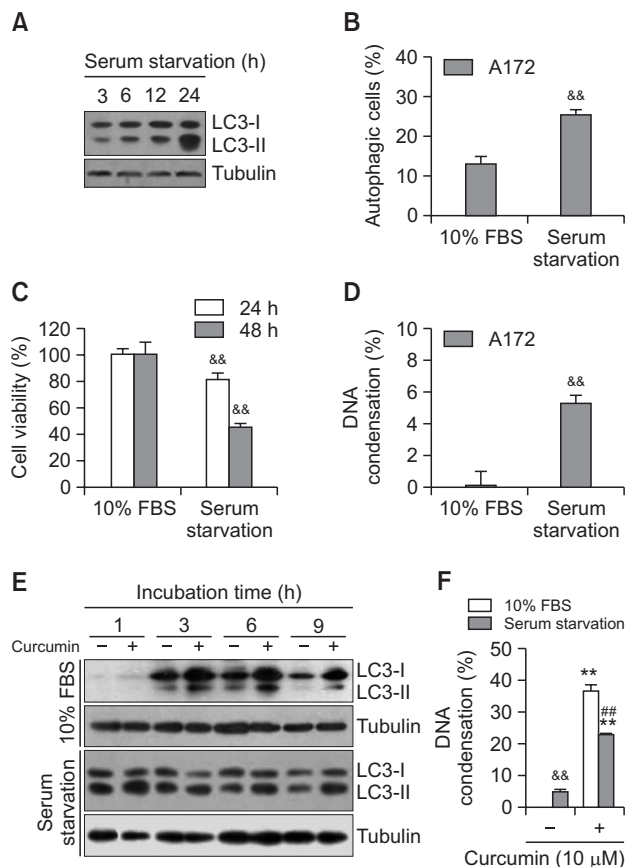 A
Serum starvation (h)
3 6 12 24
LC3-I
LC3-II
Tubulin
B
A172
Autophagic cells (%)
50
40
30
20
10
0
&&
10% FBS
Serum
starvation
C
24 h
48 h
Cell viability (%)
120
100
80
60
40
20
0
&&
&&
10% FBS
Serum
starvation
D
A172
DNA
condensation (%)
10
8
6
4
2
0
&&
10% FBS
Serum
starvation
E
Incubation time (h)
1 3 6 9
Curcumin − + − + − + − +
10% FBS
LC3-I
LC3-II
Tubulin
Serum
starvation
LC3-I
LC3-II
Tubulin
F
10% FBS
Serum starvation
DNA
condensation (%)
50
40
30
20
10
0
&&
**
##
**
− +
Curcumin (10 μM)